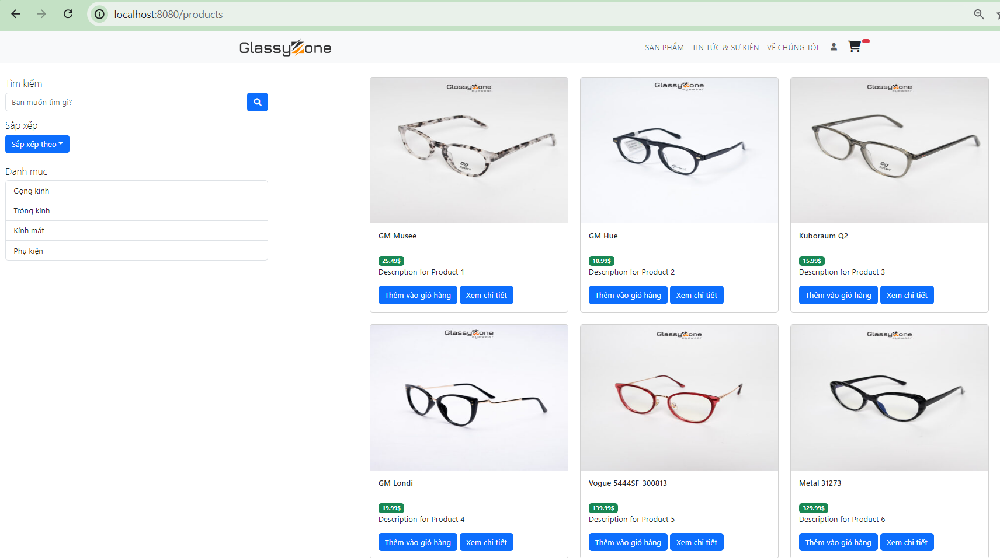 localhost:8080/products
GlassyZone
SẢN PHẨM
TIN TỨC & SỰ KIỆN
VỀ CHÚNG TÔI
Tìm kiếm
Bạn muốn tìm gì?
Sắp xếp
Sắp xếp theo
Danh mục
Gọng kính
Tròng kính
Kính mát
Phụ kiện
GlassyZone
eyewear
GM Musee
25.49$
Description for Product 1
Thêm vào giỏ hàng
Xem chi tiết
GlassyZone
eyewear
GM Hue
10.99$
Description for Product 2
Thêm vào giỏ hàng
Xem chi tiết
GlassyZone
eyewear
Kuboraum Q2
15.99$
Description for Product 3
Thêm vào giỏ hàng
Xem chi tiết
GlassyZone
eyewear
GM Londi
19.99$
Description for Product 4
Thêm vào giỏ hàng
Xem chi tiết
GlassyZone
eyewear
Vogue 5444SF-300813
139.99$
Description for Product 5
Thêm vào giỏ hàng
Xem chi tiết
GlassyZone
eyewear
Metal 31273
329.99$
Description for Product 6
Thêm vào giỏ hàng
Xem chi tiết